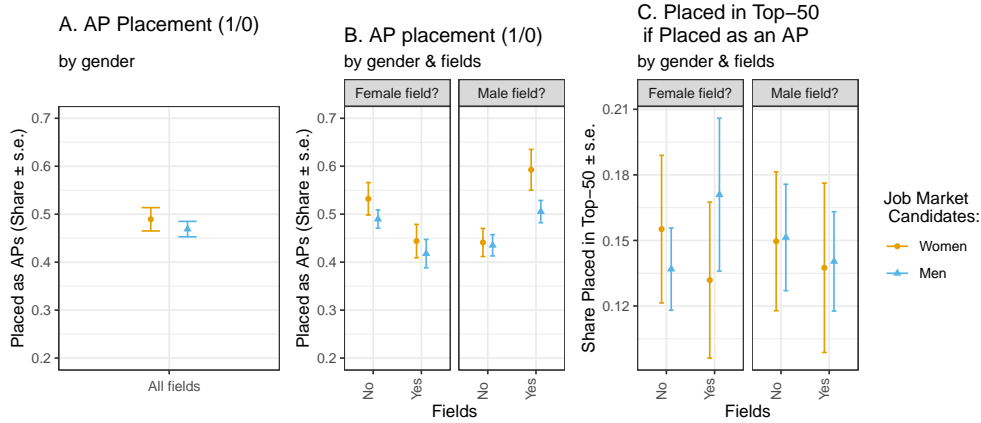 A. AP Placement (1/0)
by gender
Placed as APs (Share ± s.e.)
0.7
0.6
0.5
0.4
0.3
0.2
All fields
B. AP placement (1/0)
by gender & fields
Female field?
Male field?
Placed as APs (Share ± s.e.)
0.7
0.6
0.5
0.4
0.3
0.2
No
Yes
No
Yes
Fields
C. Placed in Top−50
if Placed as an AP
by gender & fields
Female field?
Male field?
Share Placed in Top−50 ± s.e.
0.21
0.18
0.15
0.12
No
Yes
No
Yes
Fields
Job Market
Candidates:
Women
Men